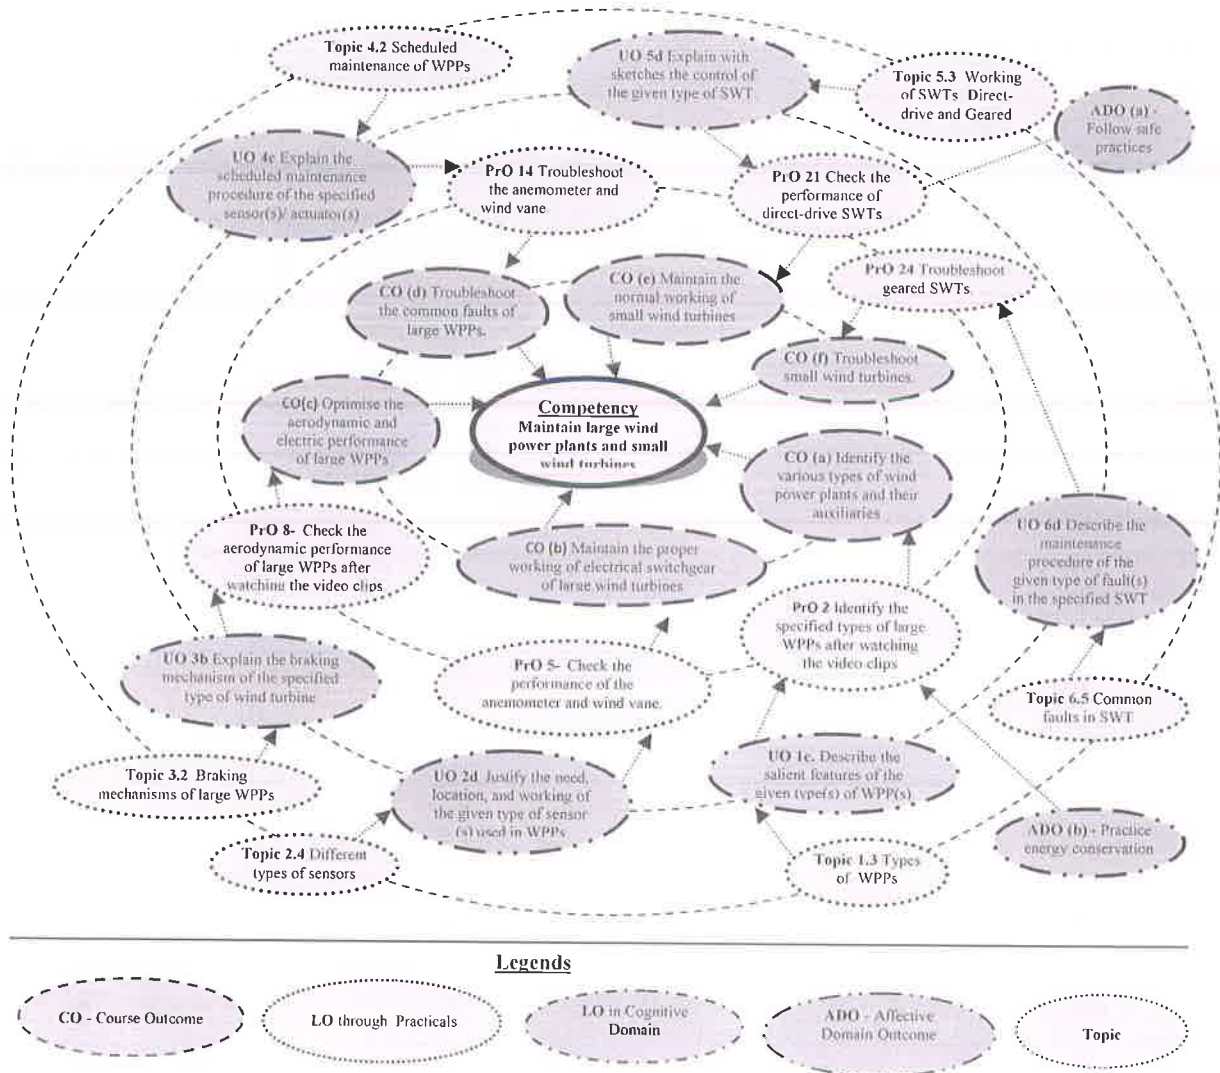 Topic 4.2 Scheduled
maintenance of WPPs
UO 5d Explain with
sketches the control of
the given type of SWT
Topic 5.3 Working
of SWTs Direct-
drive and Geared
ADO (a) -
Follow safe
practices
UO 4c Explain the
scheduled maintenance
procedure of the specified
sensor(s)/ actuator(s)
PrO 14 Troubleshoot
the anemometer and
wind vane
PrO 21 Check the
performance of
direct-drive SWTs
PrO 24 Troubleshoot
geared SWTs
CO (d) Troubleshoot
the common faults of
large WPPs.
CO (e) Maintain the
normal working of
small wind turbines
CO (f) Troubleshoot
small wind turbines
CO(c) Optimise the
aerodynamic and
electric performance
of large WPPs
Competency
Maintain large wind
power plants and small
wind turbines
CO (a) Identify the
various types of wind
power plants and their
auxiliaries
PrO 8- Check the
aerodynamic performance
of large WPPs after
watching the video clips
CO (b) Maintain the proper
working of electrical switchgear
of large wind turbines
UO 6d Describe the
maintenance
procedure of the
given type of fault(s)
in the specified SWT
PrO 2 Identify the
specified types of large
WPPs after watching
the video clips
UO 3b Explain the braking
mechanism of the specified
type of wind turbine
PrO 5- Check the
performance of the
anemometer and wind vane.
Topic 6.5 Common
faults in SWT
Topic 3.2 Braking
mechanisms of large WPPs
UO 2d Justify the need,
location, and working of
the given type of sensor
(s) used in WPPs
UO 1c. Describe the
salient features of the
given type(s) of WPP(s)
ADO (b) - Practice
energy conservation
Topic 2.4 Different
types of sensors
Topic 1.3 Types
of WPPs
Legends
CO - Course Outcome
LO through Practicals
LO in Cognitive
Domain
ADO - Affective
Domain Outcome
Topic